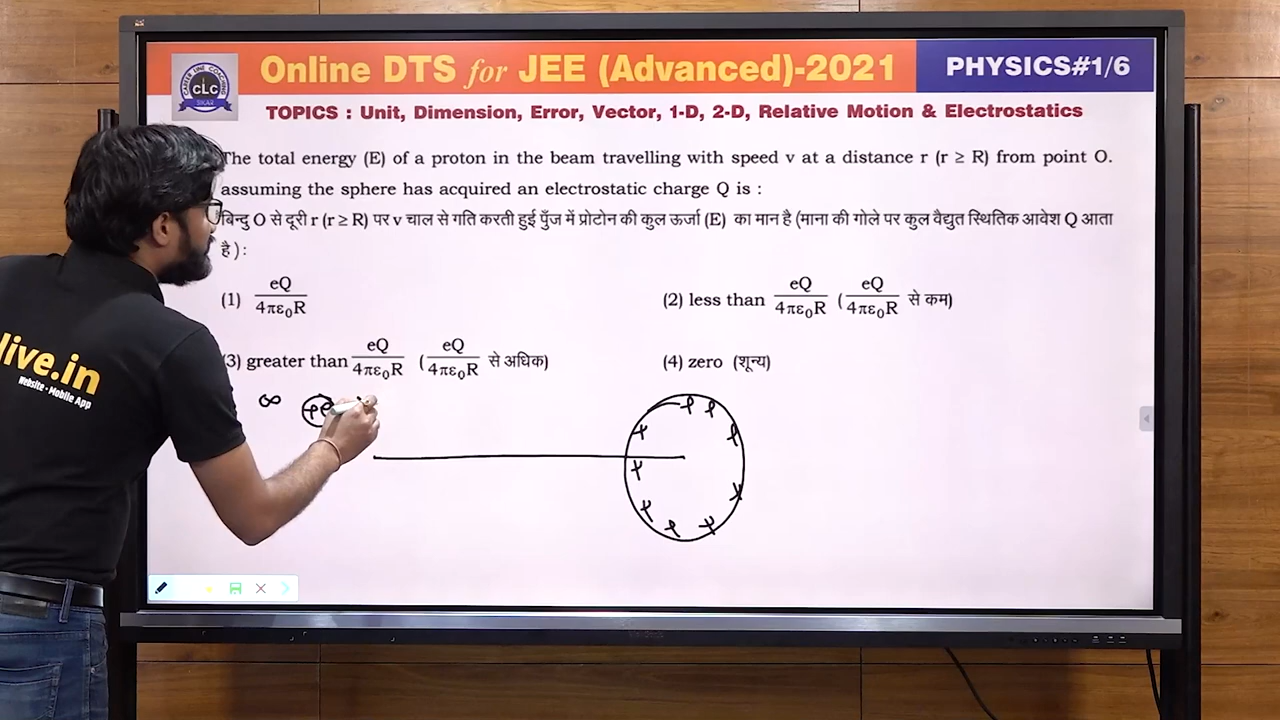 Online DTS for JEE (Advanced)-2021
PHYSICS#1/6
CLC
SIKAR
TOPICS : Unit, Dimension, Error, Vector, 1-D, 2-D, Relative Motion & Electrostatics
The total energy (E) of a proton in the beam travelling with speed v at a distance r (r ≥ R) from point O.
assuming the sphere has acquired an electrostatic charge Q is :
बिन्दु O से दूरी r (r ≥ R) पर v चाल से गति करती हुई पुँज में प्रोटोन की कुल ऊर्जा (E) का मान है (माना की गोले पर कुल वैद्युत स्थितिक आवेश Q आता
है ) :
(1) eQ/4πε₀R
(2) less than eQ/4πε₀R (eQ/4πε₀R से कम)
(3) greater than eQ/4πε₀R (eQ/4πε₀R से अधिक)
(4) zero (शून्य)
∞
live.in
Website • Mobile App